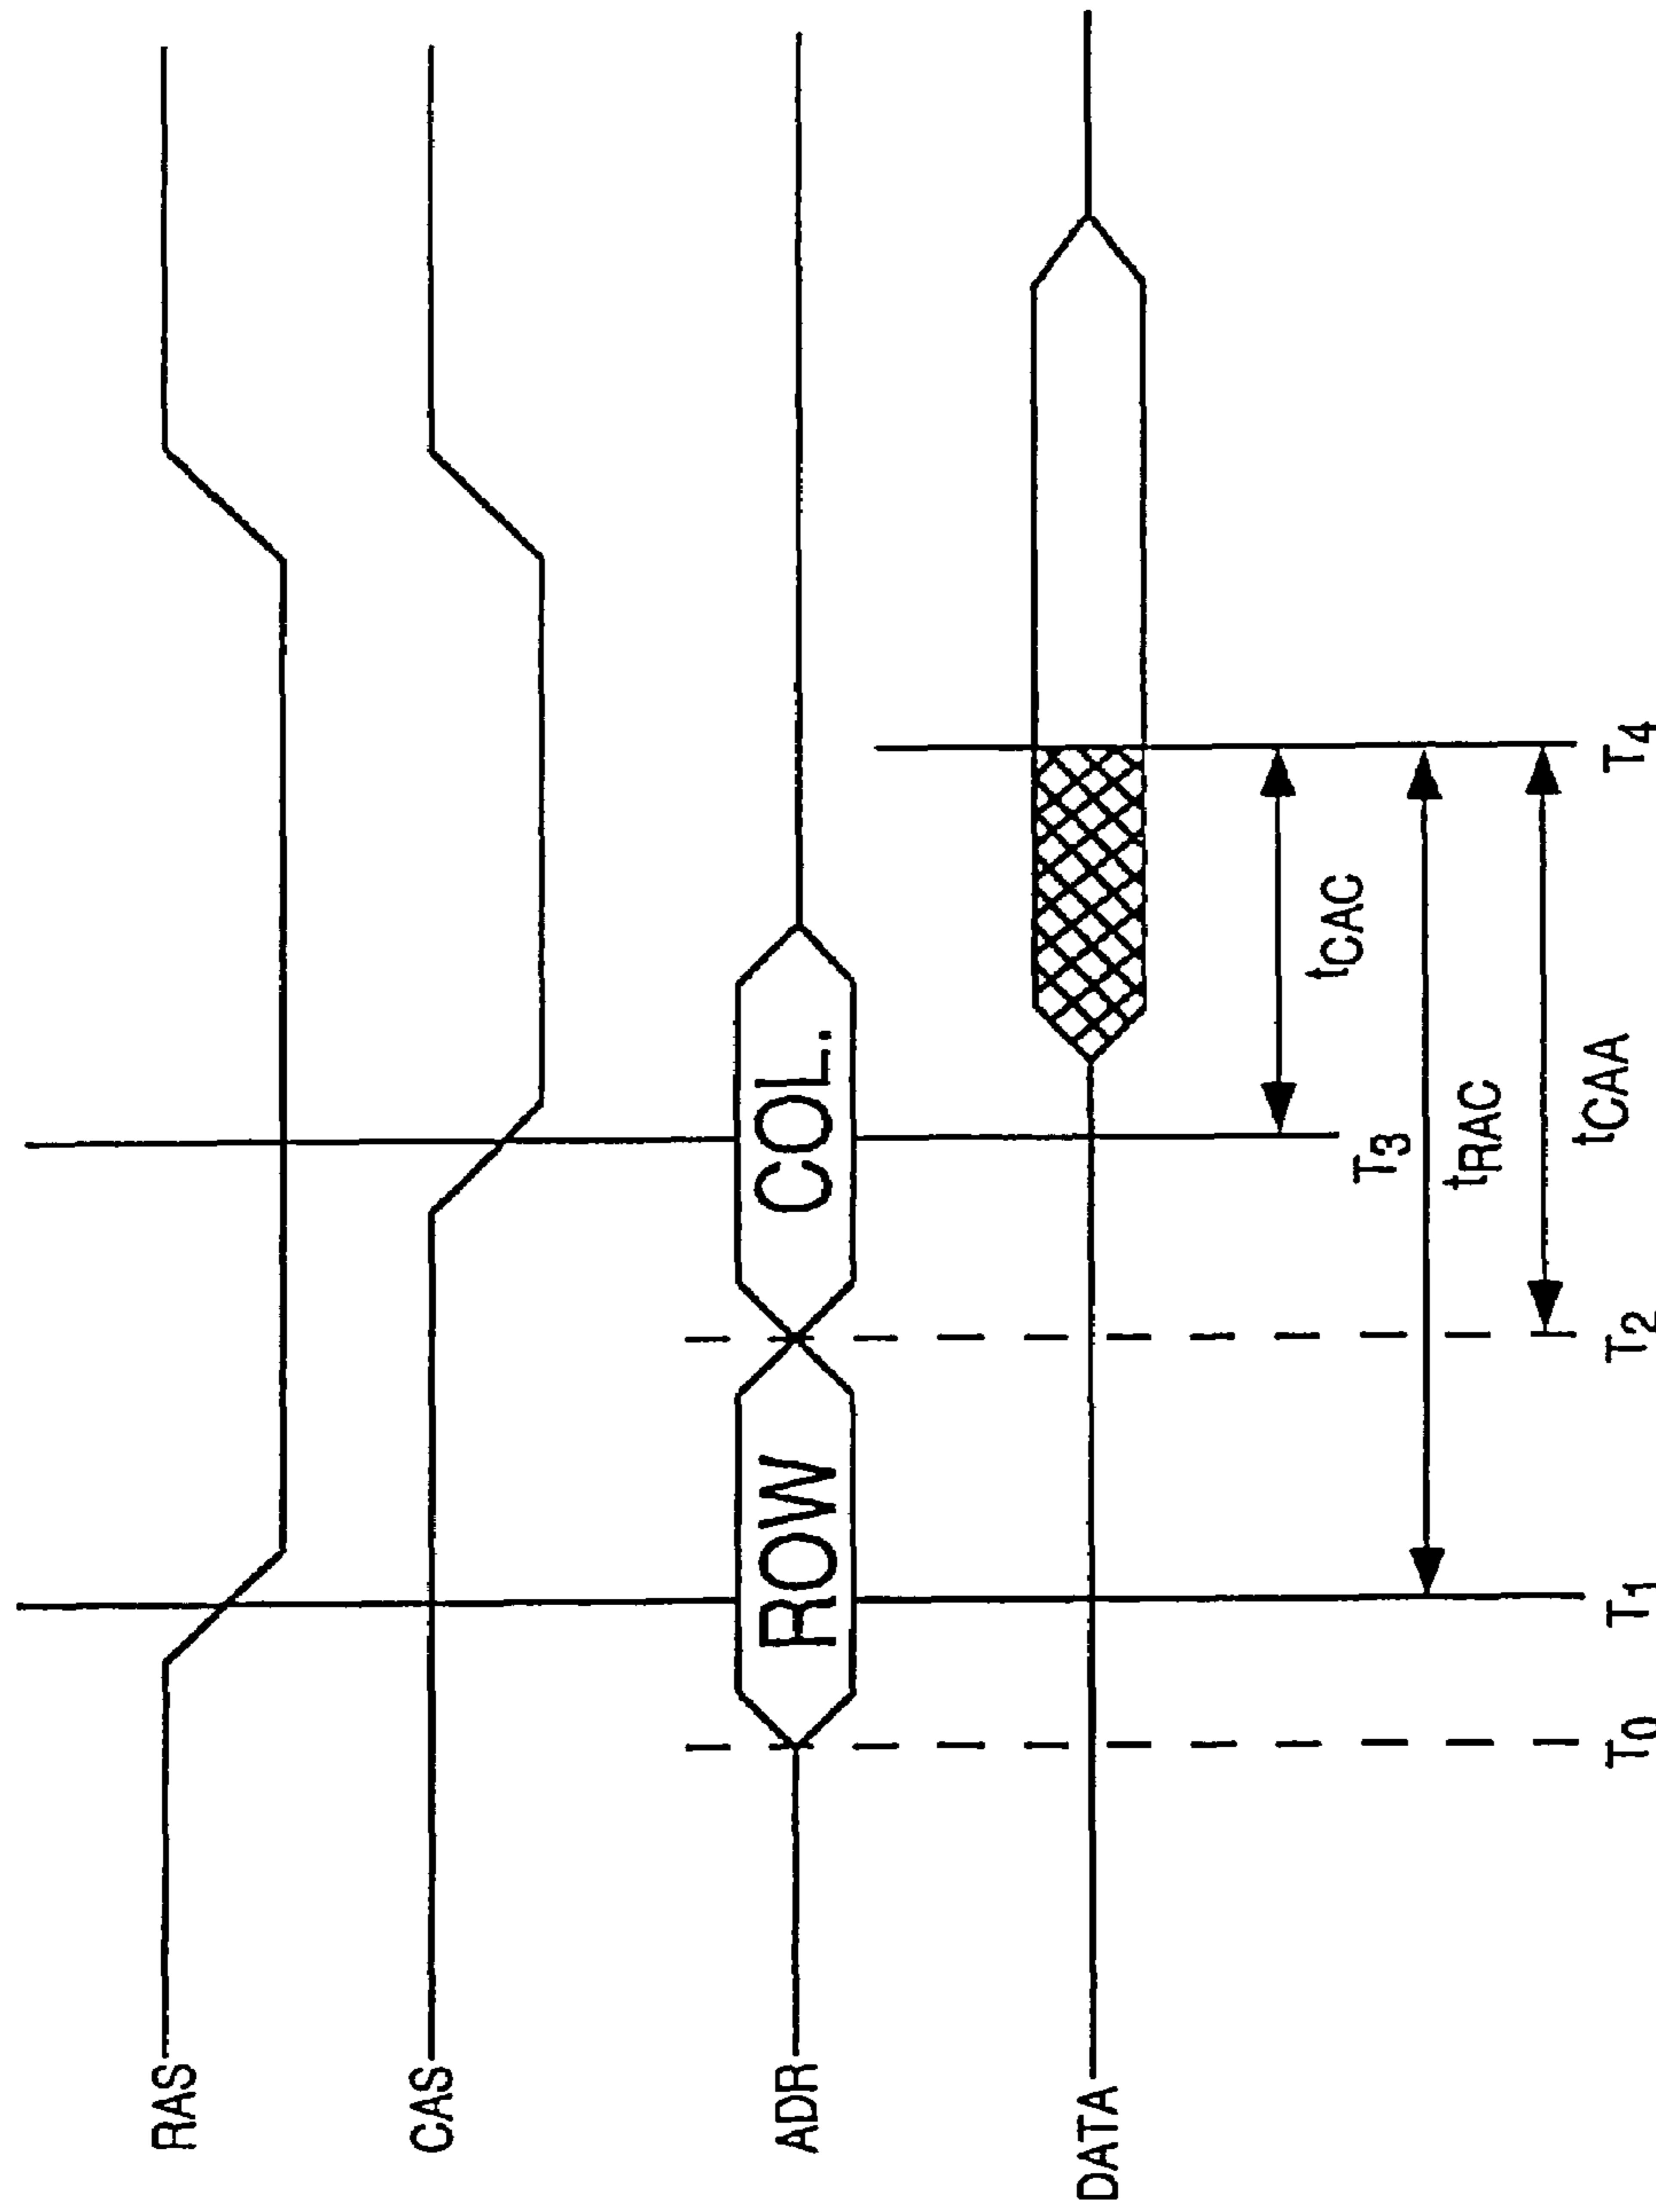 RAS
CAS
ADR
ROW
COL.
DATA
tCAC
T3
tRAC
tCAA
T0
T1
T2
T4